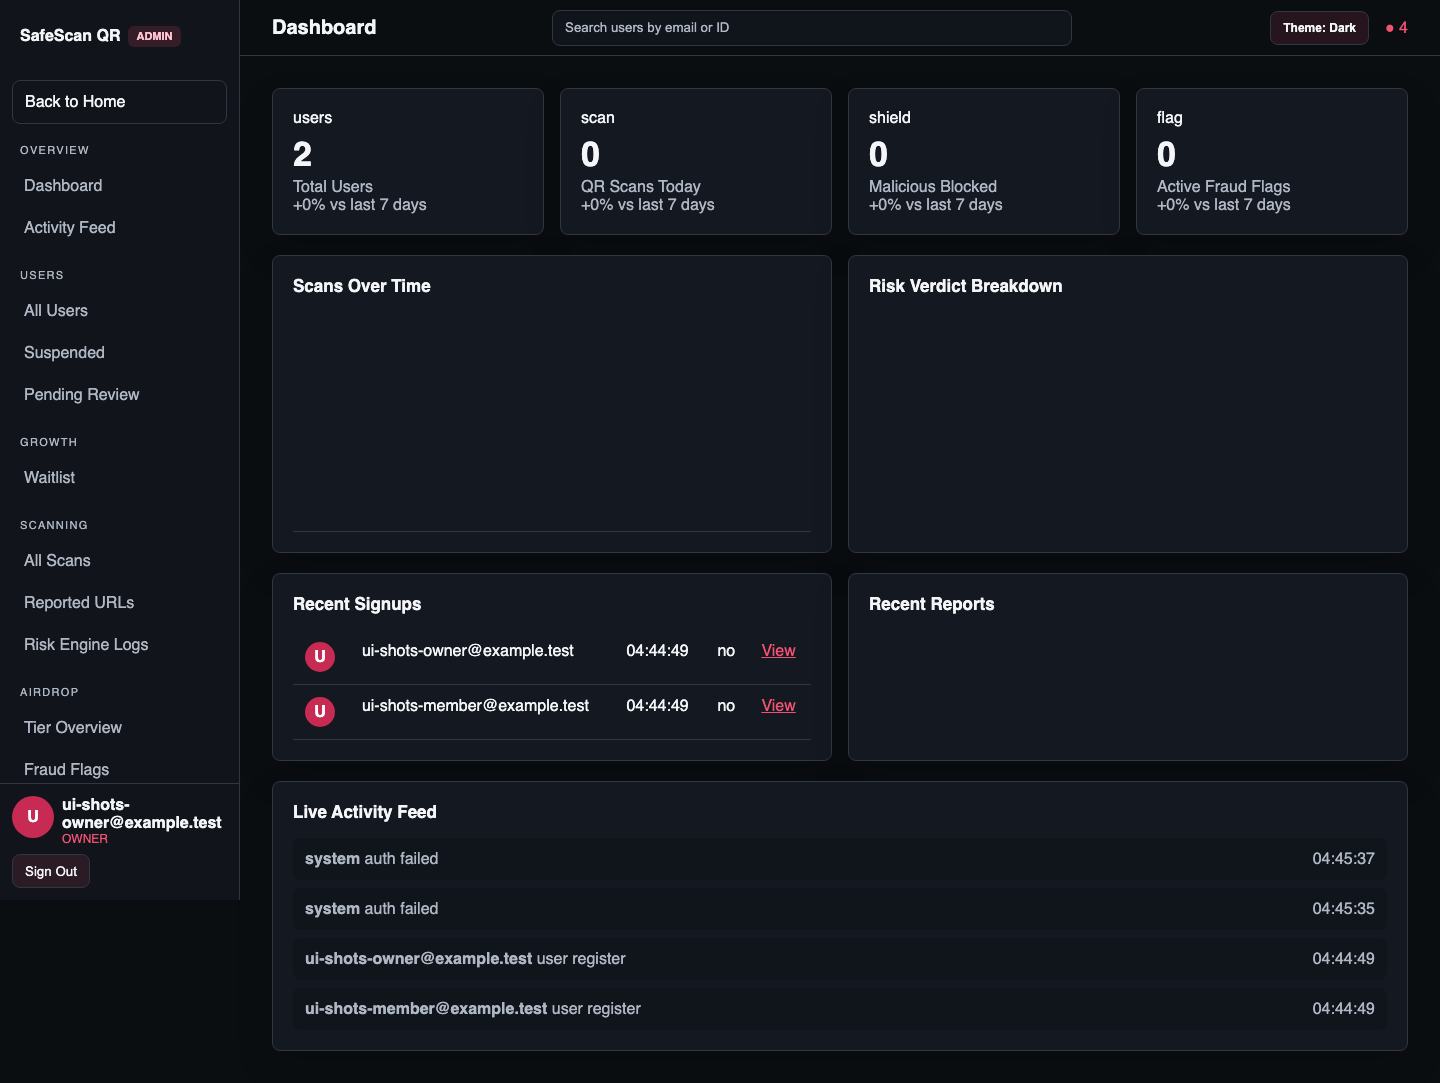 SafeScan QR ADMIN
Back to Home
OVERVIEW
Dashboard
Activity Feed
USERS
All Users
Suspended
Pending Review
GROWTH
Waitlist
SCANNING
All Scans
Reported URLs
Risk Engine Logs
AIRDROP
Tier Overview
Fraud Flags
U
ui-shots-
owner@example.test
OWNER
Sign Out
Dashboard
Search users by email or ID
Theme: Dark
● 4
users
2
Total Users
+0% vs last 7 days
scan
0
QR Scans Today
+0% vs last 7 days
shield
0
Malicious Blocked
+0% vs last 7 days
flag
0
Active Fraud Flags
+0% vs last 7 days
Scans Over Time
Risk Verdict Breakdown
Recent Signups
U ui-shots-owner@example.test 04:44:49 no View
U ui-shots-member@example.test 04:44:49 no View
Recent Reports
Live Activity Feed
system auth failed 04:45:37
system auth failed 04:45:35
ui-shots-owner@example.test user register 04:44:49
ui-shots-member@example.test user register 04:44:49